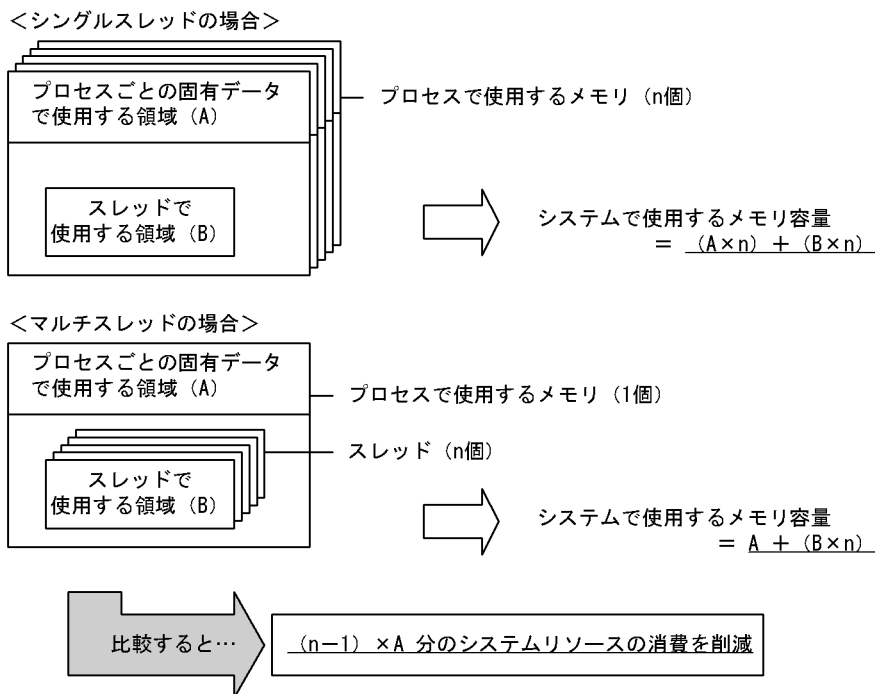 ＜シングルスレッドの場合＞
プロセスごとの固有データ
で使用する領域（A）
プロセスで使用するメモリ（n個）
スレッドで
使用する領域（B）
システムで使用するメモリ容量
＝ （A×n）＋（B×n）
＜マルチスレッドの場合＞
プロセスごとの固有データ
で使用する領域（A）
プロセスで使用するメモリ（1個）
スレッド（n個）
スレッドで
使用する領域（B）
システムで使用するメモリ容量
＝ A ＋（B×n）
比較すると…
（n－1）×A 分のシステムリソースの消費を削減